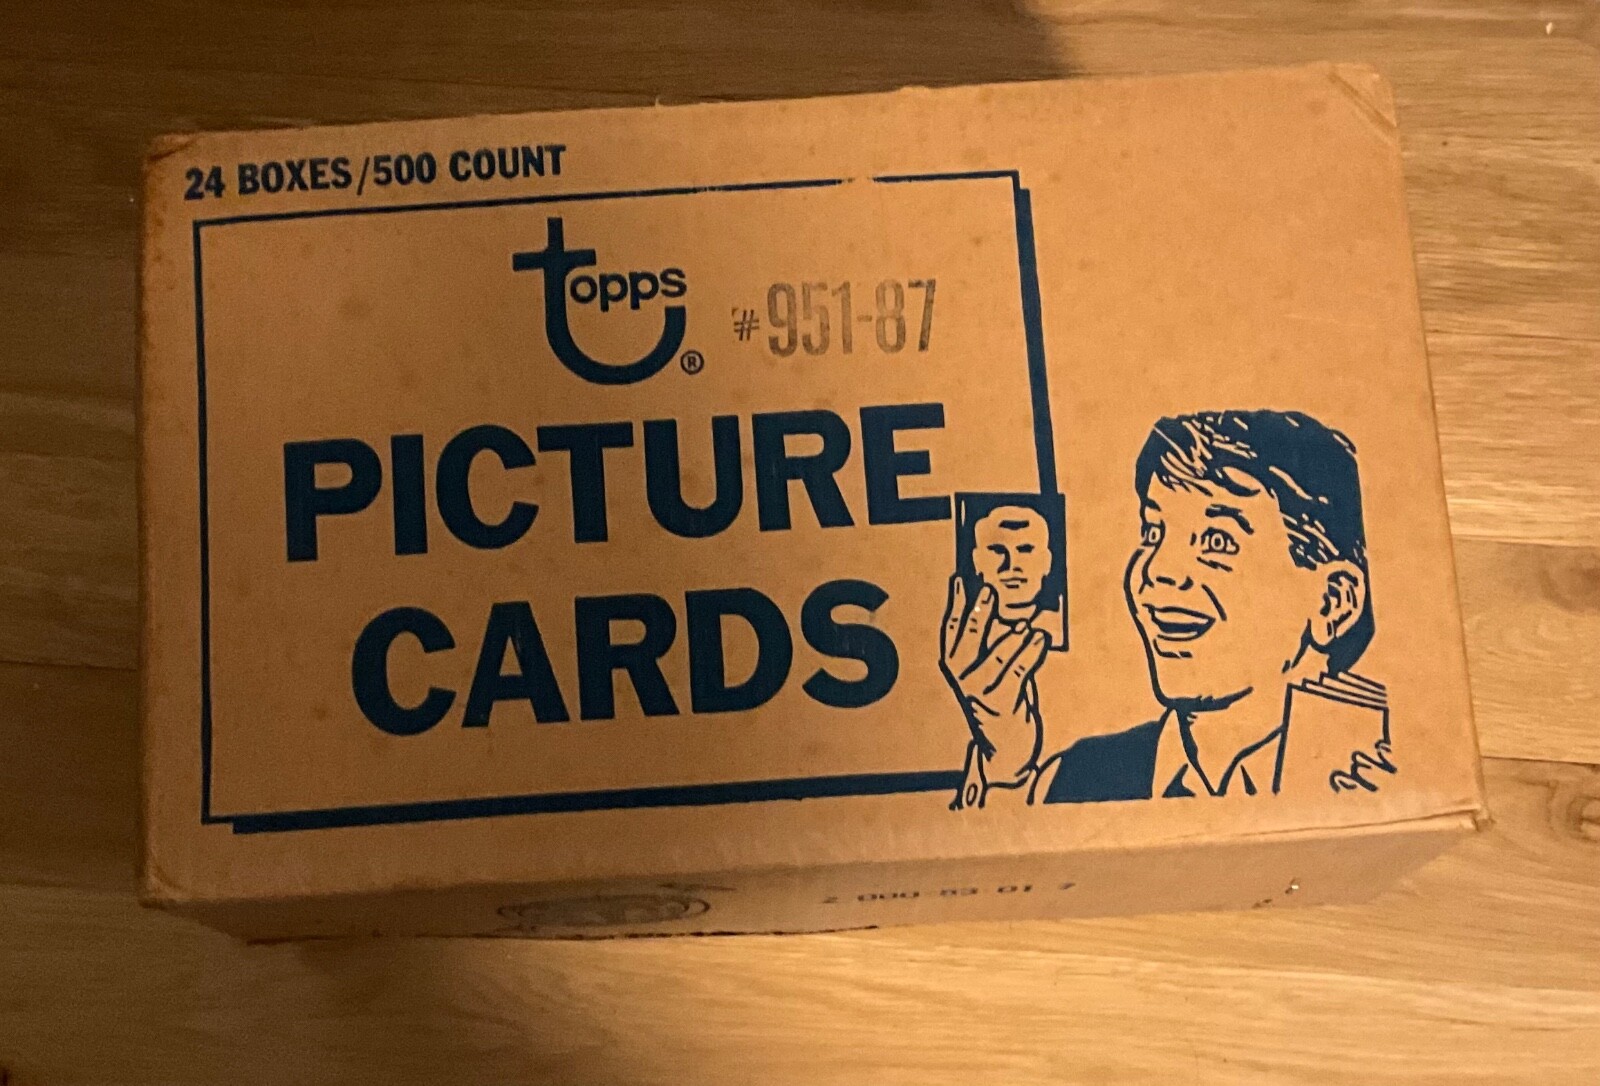 24 BOXES/500 COUNT
topps ®
#951-87
PICTURE
CARDS